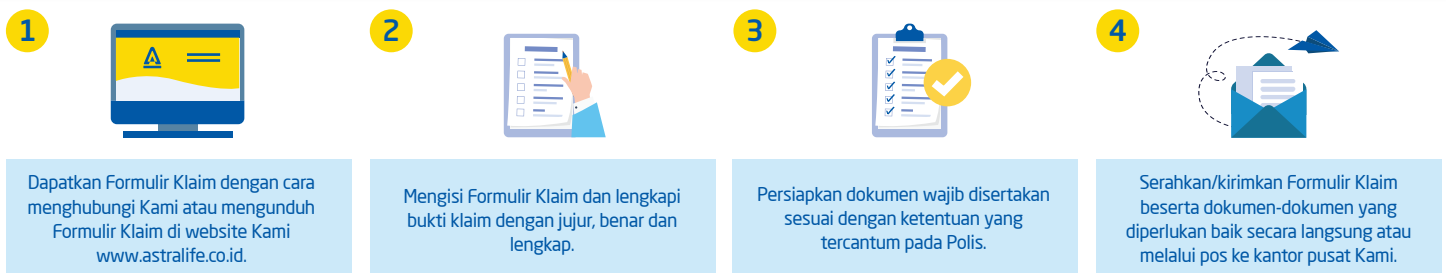 1
Dapatkan Formulir Klaim dengan cara
menghubungi Kami atau mengunduh
Formulir Klaim di website Kami
www.astralife.co.id.
2
Mengisi Formulir Klaim dan lengkapi
bukti klaim dengan jujur, benar dan
lengkap.
3
Persiapkan dokumen wajib disertakan
sesuai dengan ketentuan yang
tercantum pada Polis.
4
Serahkan/kirimkan Formulir Klaim
beserta dokumen-dokumen yang
diperlukan baik secara langsung atau
melalui pos ke kantor pusat Kami.